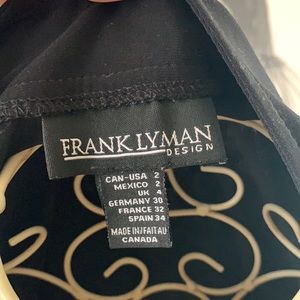 FRANK LYMAN
DESIGN
CAN-USA 2
MEXICO 2
UK 4
GERMANY 30
FRANCE 32
SPAIN 34
MADE IN/FAIT AU
CANADA